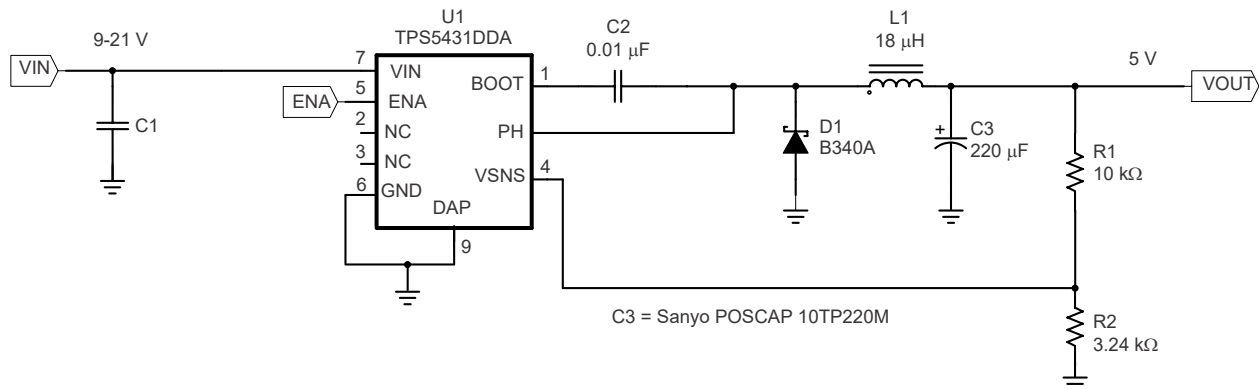 U1
TPS5431DDA
9-21 V
VIN
7
VIN
5
ENA
ENA
2
NC
3
NC
6
GND
DAP
9
BOOT
1
PH
VSNS
4
C1
C2
0.01 μF
L1
18 μH
5 V
VOUT
D1
B340A
+
C3
220 μF
R1
10 kΩ
C3 = Sanyo POSCAP 10TP220M
R2
3.24 kΩ